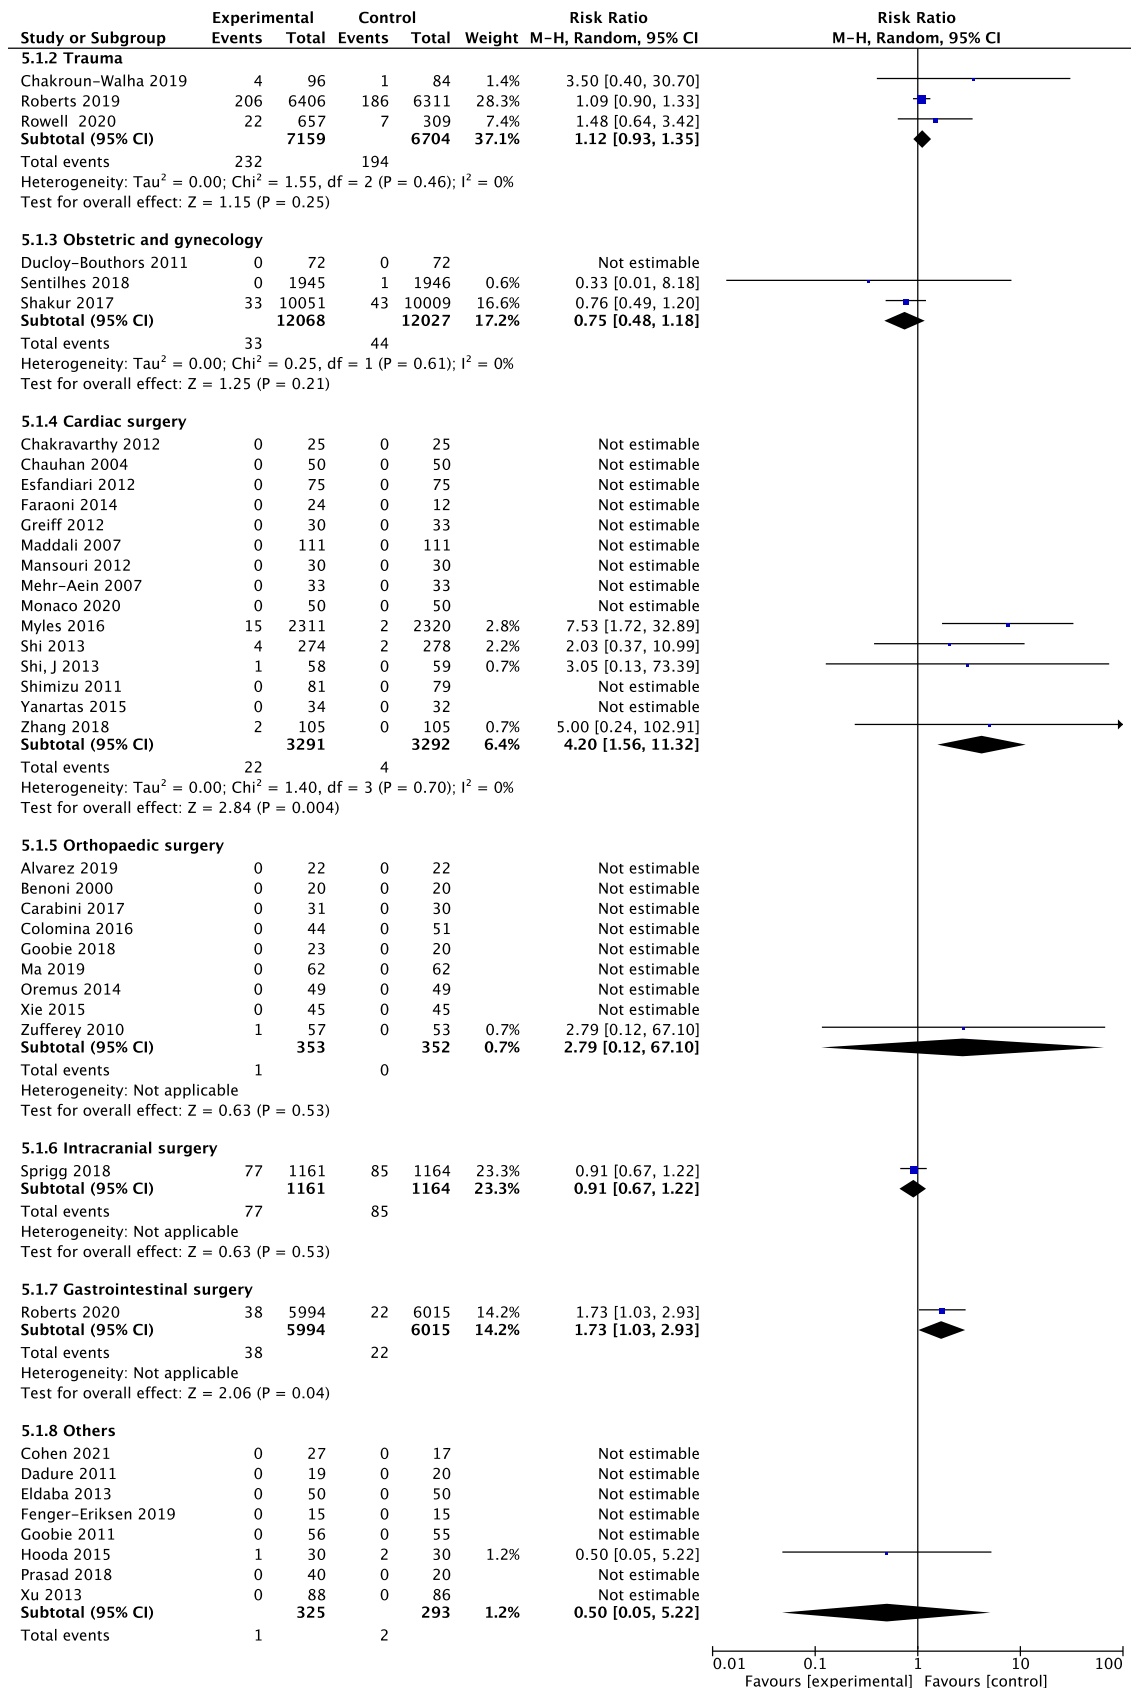 Experimental Control Risk Ratio Risk Ratio
Study or Subgroup Events Total Events Total Weight M-H, Random, 95% CI M-H, Random, 95% CI
5.1.2 Trauma
Chakroun-Walha 2019 4 96 1 84 1.4% 3.50 [0.40, 30.70]
Roberts 2019 206 6406 186 6311 28.3% 1.09 [0.90, 1.33]
Rowell 2020 22 657 7 309 7.4% 1.48 [0.64, 3.42]
Subtotal (95% CI) 7159 6704 37.1% 1.12 [0.93, 1.35]
Total events 232 194
Heterogeneity: Tau² = 0.00; Chi² = 1.55, df = 2 (P = 0.46); I² = 0%
Test for overall effect: Z = 1.15 (P = 0.25)
5.1.3 Obstetric and gynecology
Ducloy-Bouthors 2011 0 72 0 72 Not estimable
Sentilhes 2018 0 1945 1 1946 0.6% 0.33 [0.01, 8.18]
Shakur 2017 33 10051 43 10009 16.6% 0.76 [0.49, 1.20]
Subtotal (95% CI) 12068 12027 17.2% 0.75 [0.48, 1.18]
Total events 33 44
Heterogeneity: Tau² = 0.00; Chi² = 0.25, df = 1 (P = 0.61); I² = 0%
Test for overall effect: Z = 1.25 (P = 0.21)
5.1.4 Cardiac surgery
Chakravarthy 2012 0 25 0 25 Not estimable
Chauhan 2004 0 50 0 50 Not estimable
Esfandiari 2012 0 75 0 75 Not estimable
Faraoni 2014 0 24 0 12 Not estimable
Greiff 2012 0 30 0 33 Not estimable
Maddali 2007 0 111 0 111 Not estimable
Mansouri 2012 0 30 0 30 Not estimable
Mehr-Aein 2007 0 33 0 33 Not estimable
Monaco 2020 0 50 0 50 Not estimable
Myles 2016 15 2311 2 2320 2.8% 7.53 [1.72, 32.89]
Shi 2013 4 274 2 278 2.2% 2.03 [0.37, 10.99]
Shi, J 2013 1 58 0 59 0.7% 3.05 [0.13, 73.39]
Shimizu 2011 0 81 0 79 Not estimable
Yanartas 2015 0 34 0 32 Not estimable
Zhang 2018 2 105 0 105 0.7% 5.00 [0.24, 102.91]
Subtotal (95% CI) 3291 3292 6.4% 4.20 [1.56, 11.32]
Total events 22 4
Heterogeneity: Tau² = 0.00; Chi² = 1.40, df = 3 (P = 0.70); I² = 0%
Test for overall effect: Z = 2.84 (P = 0.004)
5.1.5 Orthopaedic surgery
Alvarez 2019 0 22 0 22 Not estimable
Benoni 2000 0 20 0 20 Not estimable
Carabini 2017 0 31 0 30 Not estimable
Colomina 2016 0 44 0 51 Not estimable
Goobie 2018 0 23 0 20 Not estimable
Ma 2019 0 62 0 62 Not estimable
Oremus 2014 0 49 0 49 Not estimable
Xie 2015 0 45 0 45 Not estimable
Zufferey 2010 1 57 0 53 0.7% 2.79 [0.12, 67.10]
Subtotal (95% CI) 353 352 0.7% 2.79 [0.12, 67.10]
Total events 1 0
Heterogeneity: Not applicable
Test for overall effect: Z = 0.63 (P = 0.53)
5.1.6 Intracranial surgery
Sprigg 2018 77 1161 85 1164 23.3% 0.91 [0.67, 1.22]
Subtotal (95% CI) 1161 1164 23.3% 0.91 [0.67, 1.22]
Total events 77 85
Heterogeneity: Not applicable
Test for overall effect: Z = 0.63 (P = 0.53)
5.1.7 Gastrointestinal surgery
Roberts 2020 38 5994 22 6015 14.2% 1.73 [1.03, 2.93]
Subtotal (95% CI) 5994 6015 14.2% 1.73 [1.03, 2.93]
Total events 38 22
Heterogeneity: Not applicable
Test for overall effect: Z = 2.06 (P = 0.04)
5.1.8 Others
Cohen 2021 0 27 0 17 Not estimable
Dadure 2011 0 19 0 20 Not estimable
Eldaba 2013 0 50 0 50 Not estimable
Fenger-Eriksen 2019 0 15 0 15 Not estimable
Goobie 2011 0 56 0 55 Not estimable
Hooda 2015 1 30 2 30 1.2% 0.50 [0.05, 5.22]
Prasad 2018 0 40 0 20 Not estimable
Xu 2013 0 88 0 86 Not estimable
Subtotal (95% CI) 325 293 1.2% 0.50 [0.05, 5.22]
Total events 1 2
0.01 0.1 1 10 100
Favours [experimental] Favours [control]